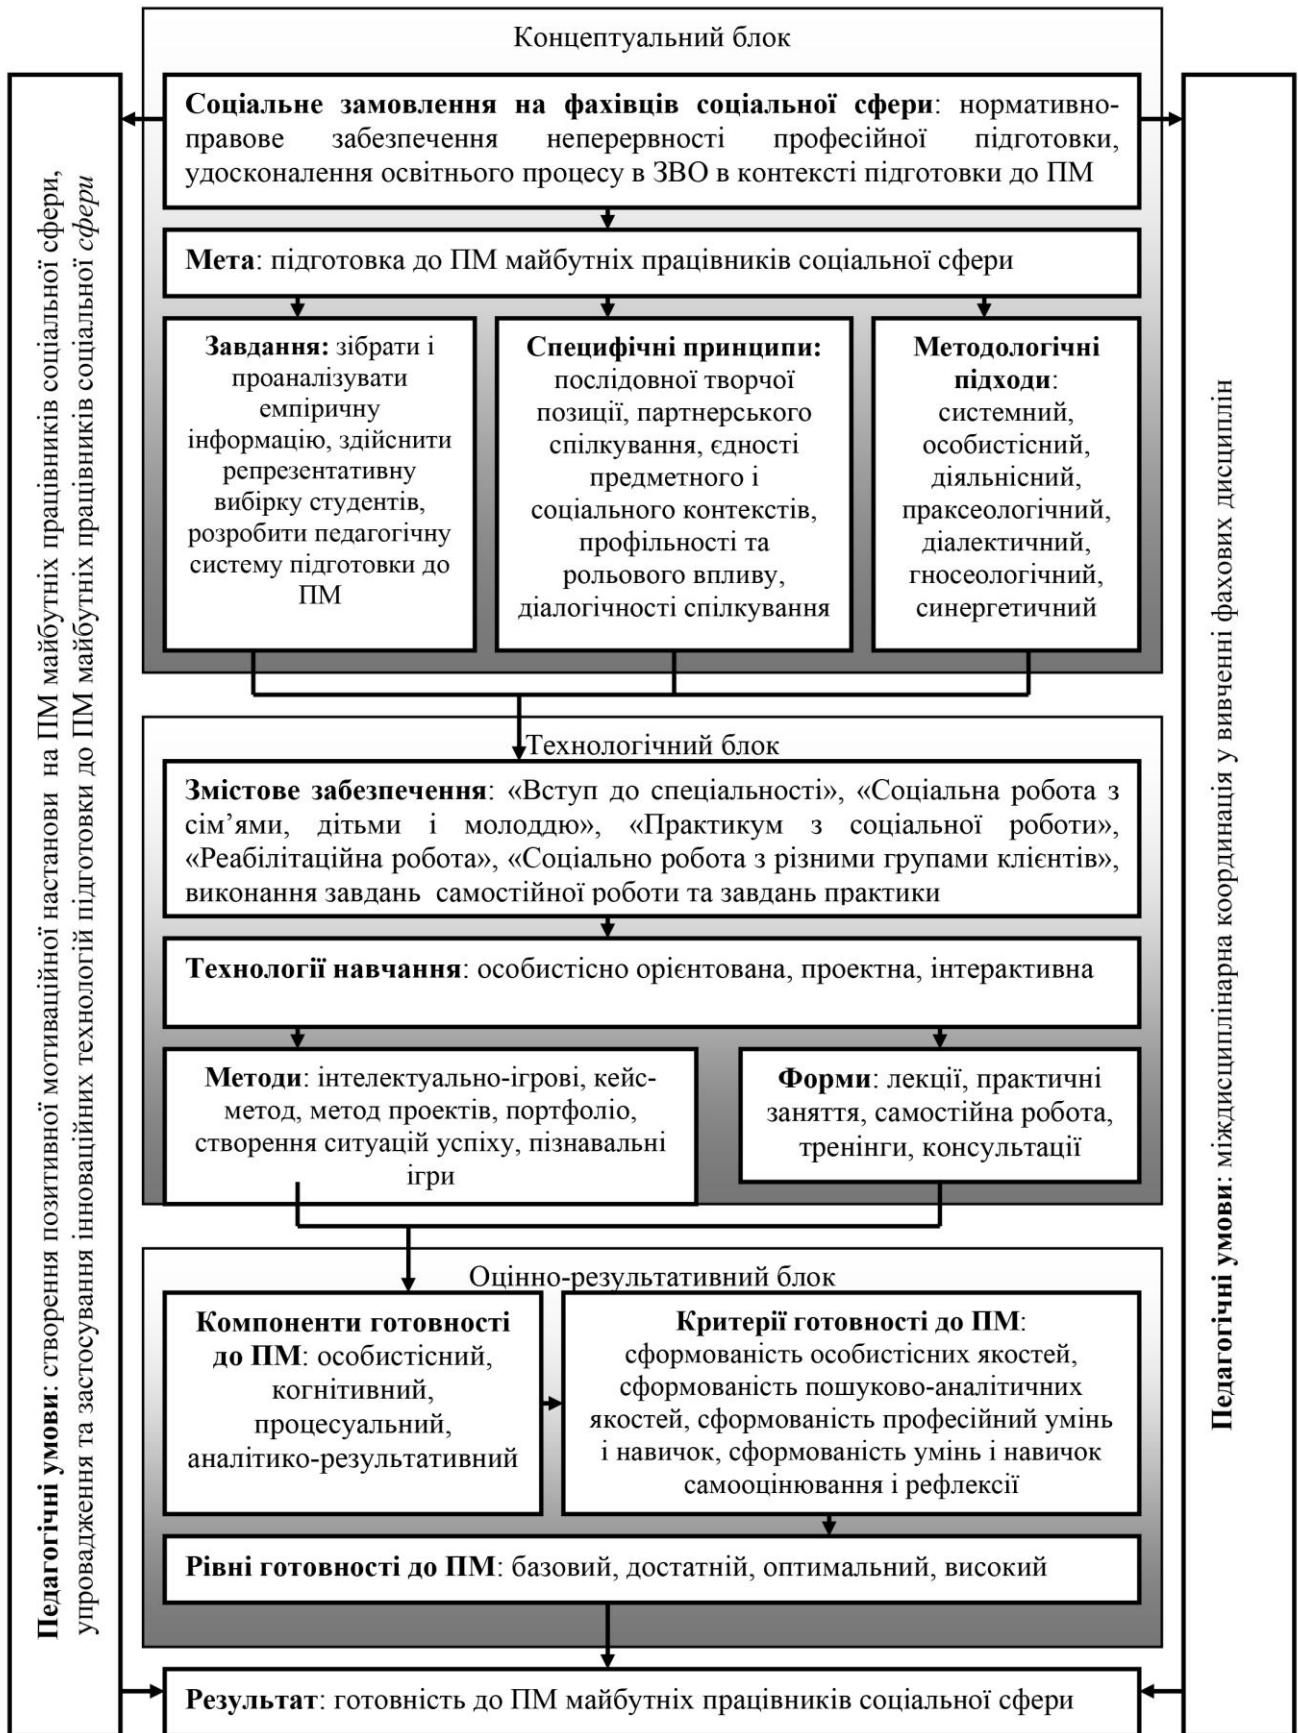 Концептуальний блок
Соціальне замовлення на фахівців соціальної сфери: нормативно-
правове забезпечення неперервності професійної підготовки,
удосконалення освітнього процесу в ЗВО в контексті підготовки до ПМ
Мета: підготовка до ПМ майбутніх працівників соціальної сфери
Завдання: зібрати і
проаналізувати
емпіричну
інформацію, здійснити
репрезентативну
вибірку студентів,
розробити педагогічну
систему підготовки до
ПМ
Специфічні принципи:
послідовної творчої
позиції, партнерського
спілкування, єдності
предметного і
соціального контекстів,
профільності та
рольового впливу,
діалогічності спілкування
Методологічні
підходи:
системний,
особистісний,
діяльнісний,
праксеологічний,
діалектичний,
гносеологічний,
синергетичний
Технологічний блок
Змістове забезпечення: «Вступ до спеціальності», «Соціальна робота з
сім’ями, дітьми і молоддю», «Практикум з соціальної роботи»,
«Реабілітаційна робота», «Соціально робота з різними групами клієнтів»,
виконання завдань самостійної роботи та завдань практики
Технології навчання: особистісно орієнтована, проектна, інтерактивна
Методи: інтелектуально-ігрові, кейс-
метод, метод проектів, портфоліо,
створення ситуацій успіху, пізнавальні
ігри
Форми: лекції, практичні
заняття, самостійна робота,
тренінги, консультації
Оцінно-результативний блок
Компоненти готовності
до ПМ: особистісний,
когнітивний,
процесуальний,
аналітико-результативний
Критерії готовності до ПМ:
сформованість особистісних якостей,
сформованість пошуково-аналітичних
якостей, сформованість професійний умінь
і навичок, сформованість умінь і навичок
самооцінювання і рефлексії
Рівні готовності до ПМ: базовий, достатній, оптимальний, високий
Результат: готовність до ПМ майбутніх працівників соціальної сфери
Педагогічні умови: створення позитивної мотиваційної настанови на ПМ майбутніх працівників соціальної сфери,
упровадження та застосування інноваційних технологій підготовки до ПМ майбутніх працівників соціальної сфери
Педагогічні умови: міждисциплінарна координація у вивченні фахових дисциплін